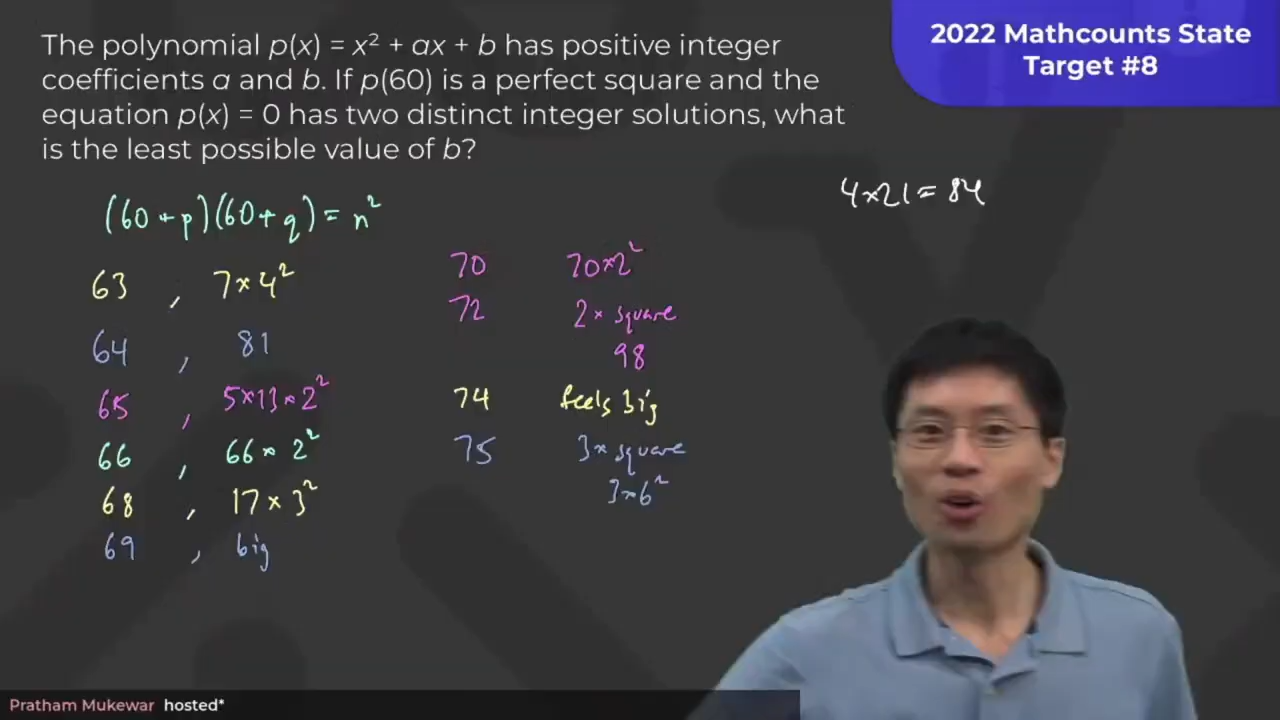 The polynomial p(x) = x² + ax + b has positive integer
coefficients a and b. If p(60) is a perfect square and the
equation p(x) = 0 has two distinct integer solutions, what
is the least possible value of b?
2022 Mathcounts State
Target #8
(60+p)(60+q) = n²
4×21 = 84
63 , 7×4²
64 , 81
65 , 5×13×2²
66 , 66×2²
68 , 17×3²
69 , big
70 70×2²
72 2× square
98
74 feels big
75 3× square
3×6²
Pratham Mukewar hosted*